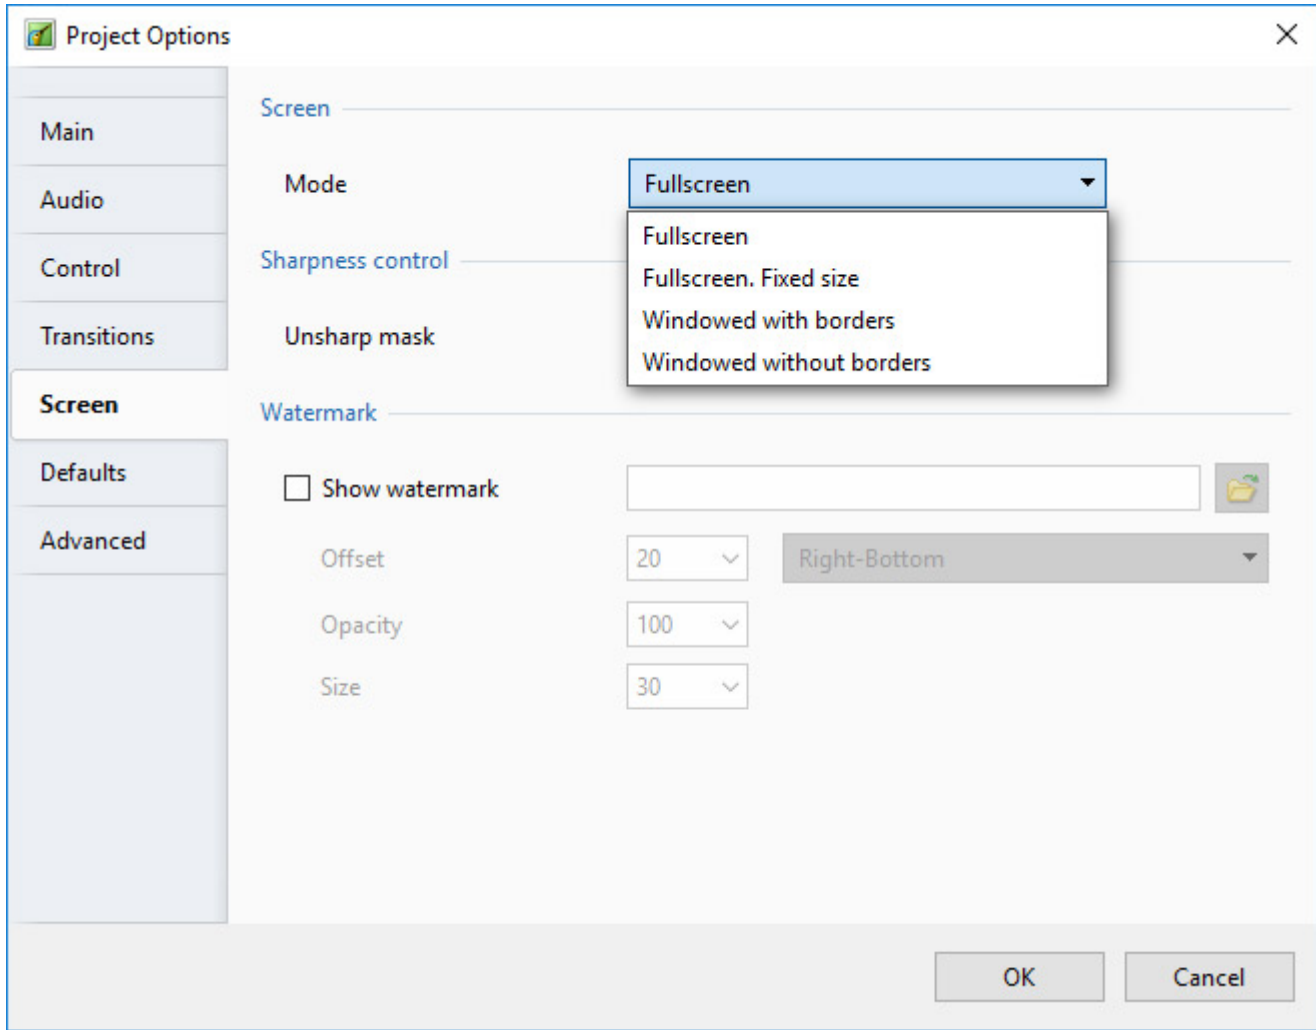 Project Options
Main
Audio
Control
Transitions
Screen
Defaults
Advanced
Screen
Mode
Fullscreen
Fullscreen
Fullscreen. Fixed size
Windowed with borders
Windowed without borders
Sharpness control
Unsharp mask
Watermark
Show watermark
Offset 20 Right-Bottom
Opacity 100
Size 30
OK Cancel